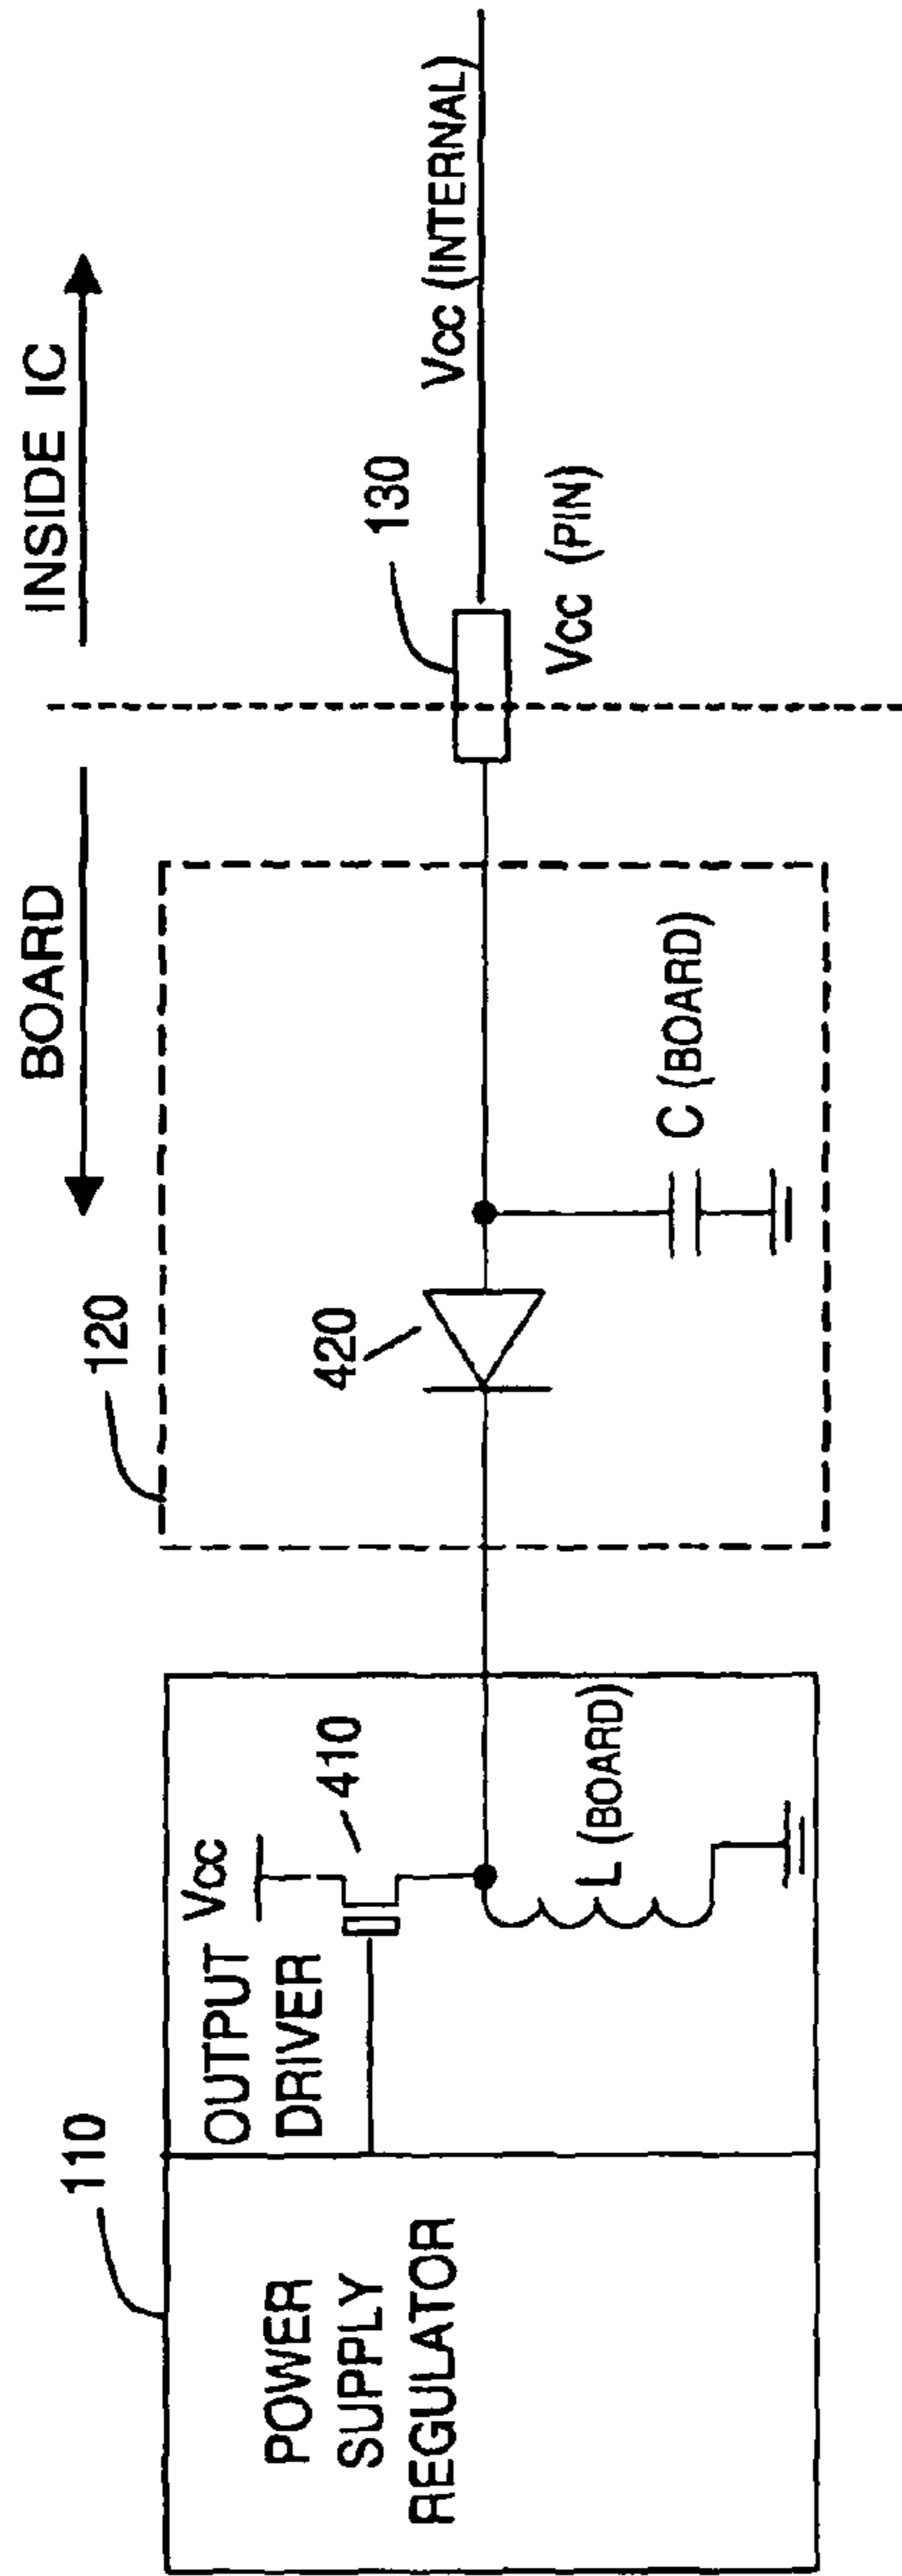 BOARD
INSIDE IC
110
120
130
POWER
SUPPLY
REGULATOR
OUTPUT
DRIVER
Vcc
410
L (BOARD)
420
C (BOARD)
Vcc (PIN)
Vcc (INTERNAL)